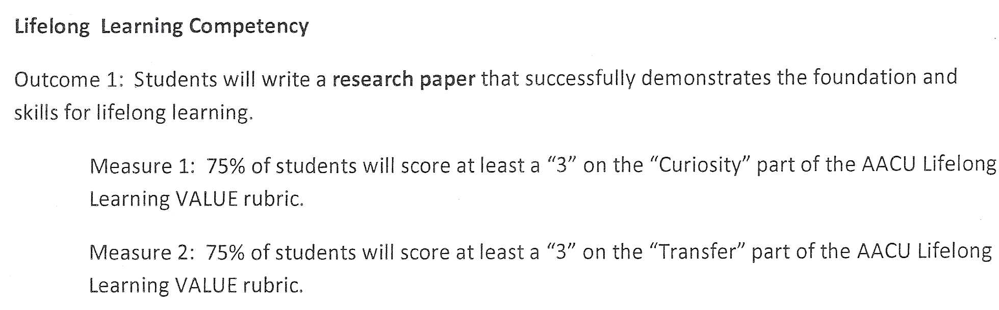 Lifelong  Learning Competency
Outcome 1:  Students will write a research paper that successfully demonstrates the foundation and
skills for lifelong learning.
Measure 1:  75% of students will score at least a “3” on the “Curiosity” part of the AACU Lifelong
Learning VALUE rubric.
Measure 2:  75% of students will score at least a “3” on the “Transfer” part of the AACU Lifelong
Learning VALUE rubric.